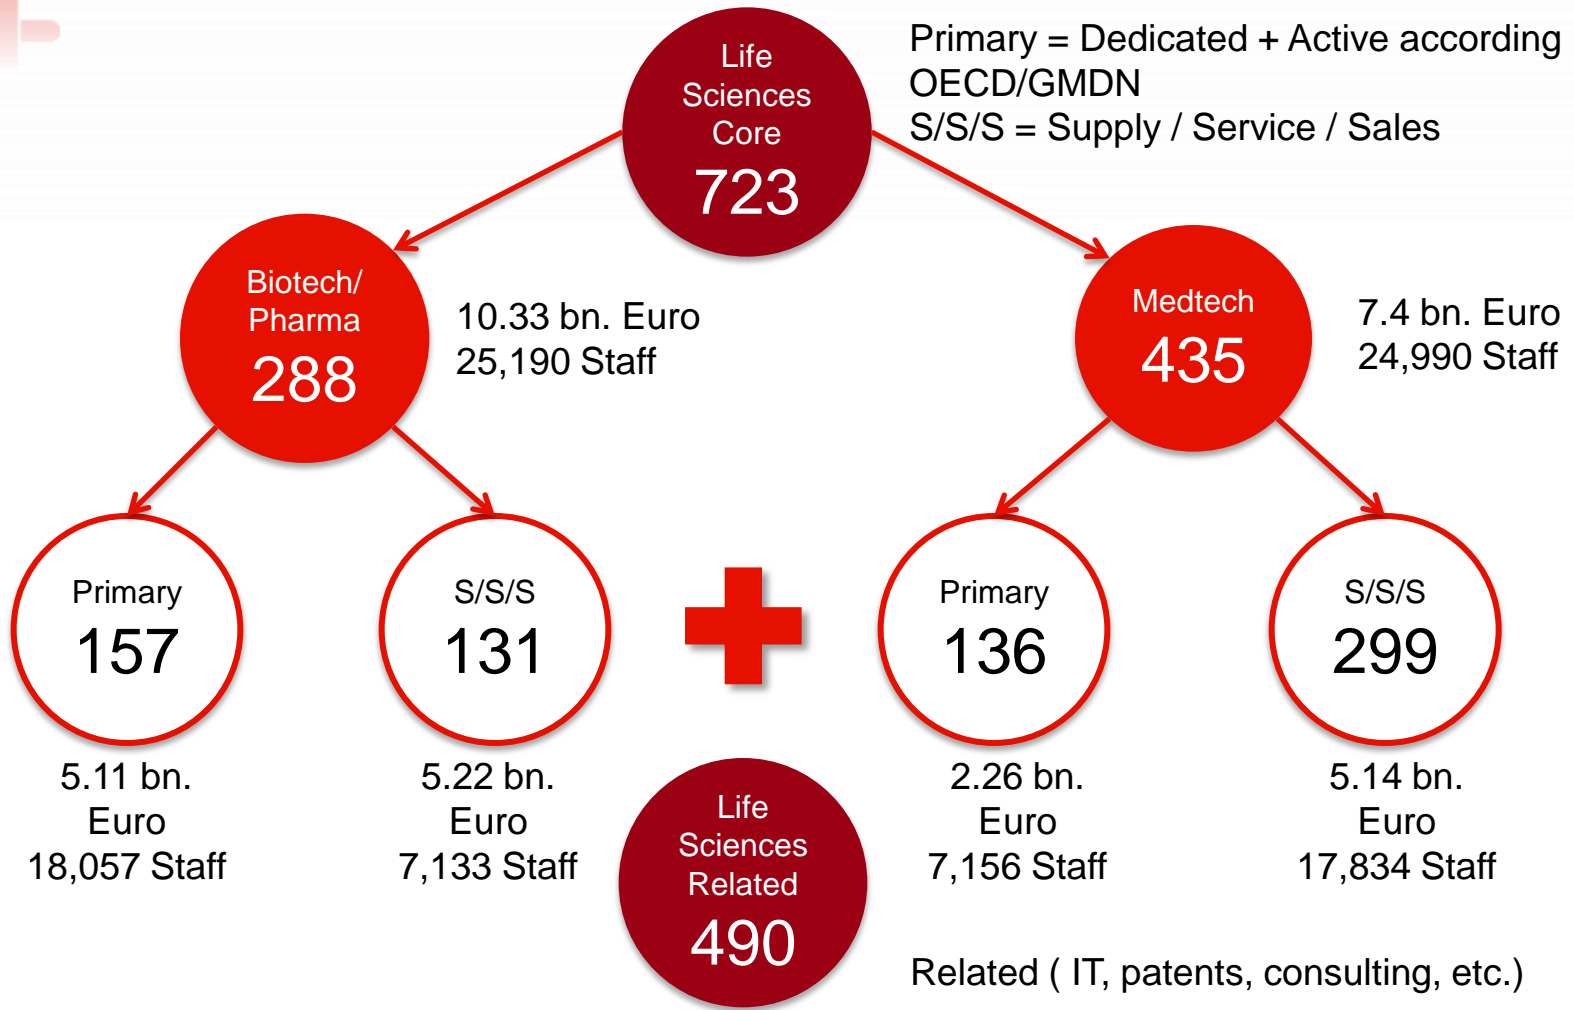 Life
Sciences
Core
723
Primary = Dedicated + Active according
OECD/GMDN
S/S/S = Supply / Service / Sales
Biotech/
Pharma
288
10.33 bn. Euro
25,190 Staff
Medtech
435
7.4 bn. Euro
24,990 Staff
Primary
157
5.11 bn.
Euro
18,057 Staff
S/S/S
131
5.22 bn.
Euro
7,133 Staff
Primary
136
2.26 bn.
Euro
7,156 Staff
S/S/S
299
5.14 bn.
Euro
17,834 Staff
Life
Sciences
Related
490
Related ( IT, patents, consulting, etc.)